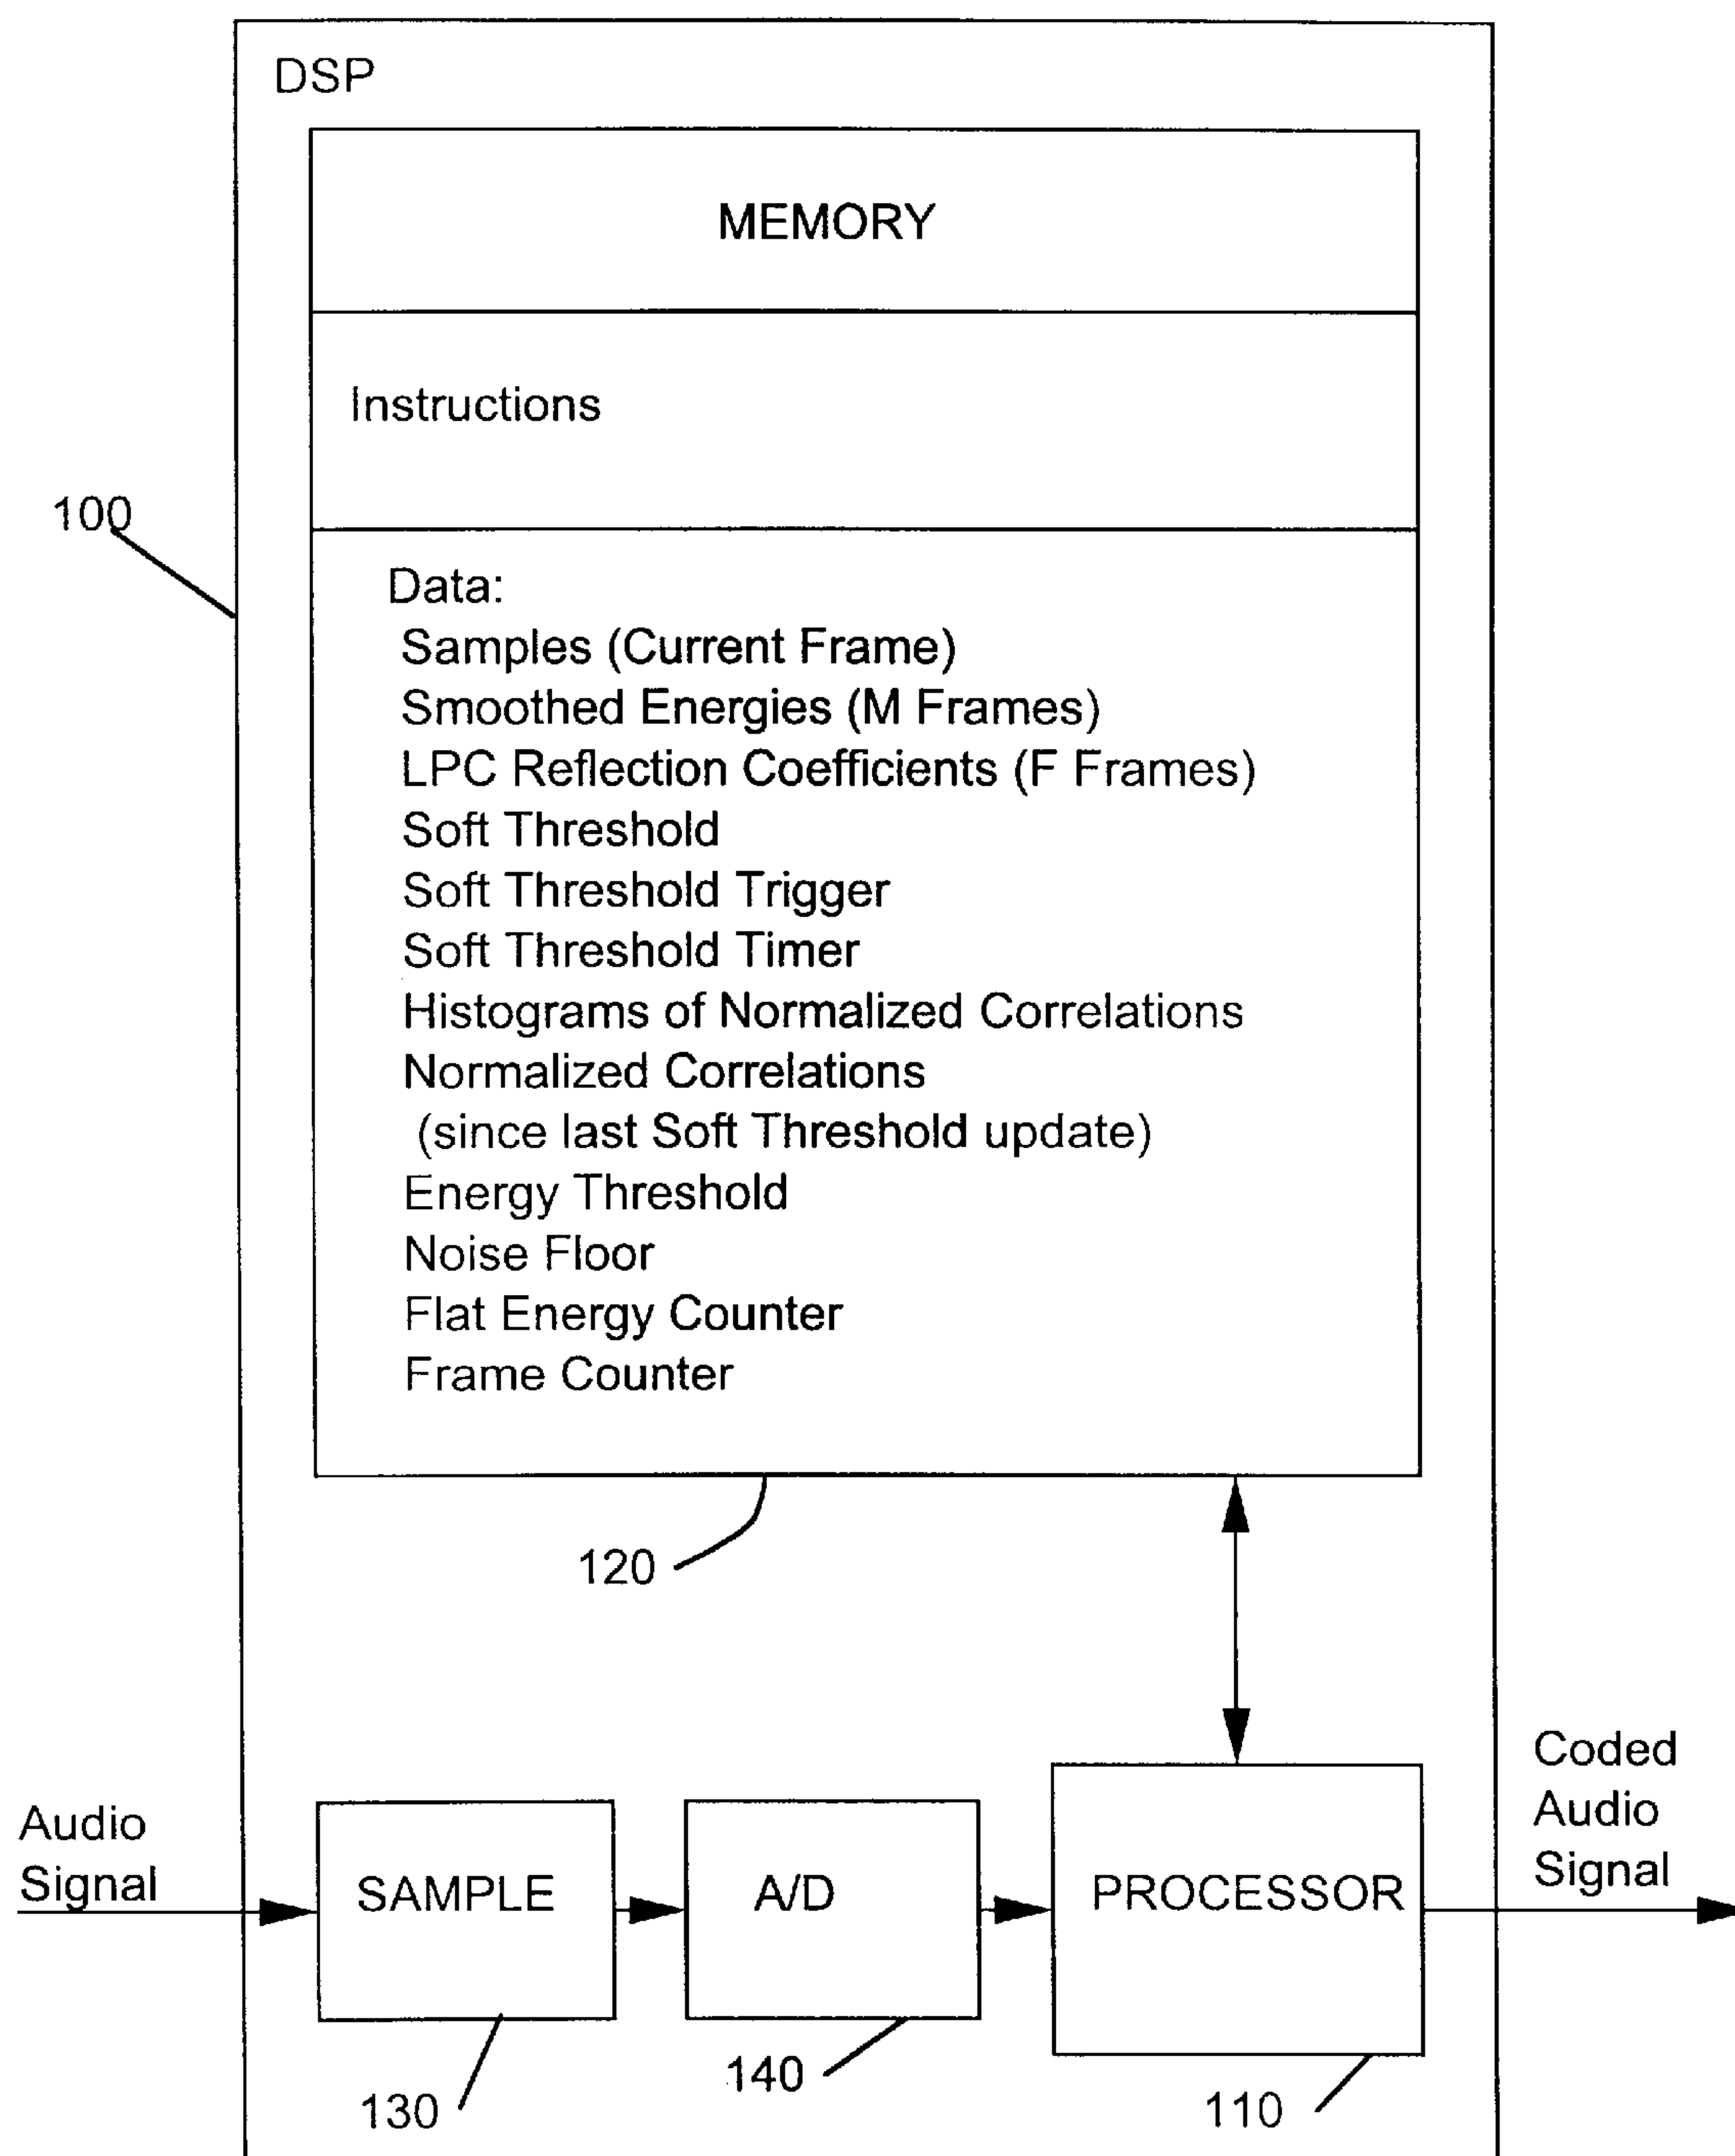 DSP
MEMORY
Instructions
100
Data:
Samples (Current Frame)
Smoothed Energies (M Frames)
LPC Reflection Coefficients (F Frames)
Soft Threshold
Soft Threshold Trigger
Soft Threshold Timer
Histograms of Normalized Correlations
Normalized Correlations
(since last Soft Threshold update)
Energy Threshold
Noise Floor
Flat Energy Counter
Frame Counter
120
Audio
Signal
SAMPLE
A/D
PROCESSOR
Coded
Audio
Signal
130
140
110